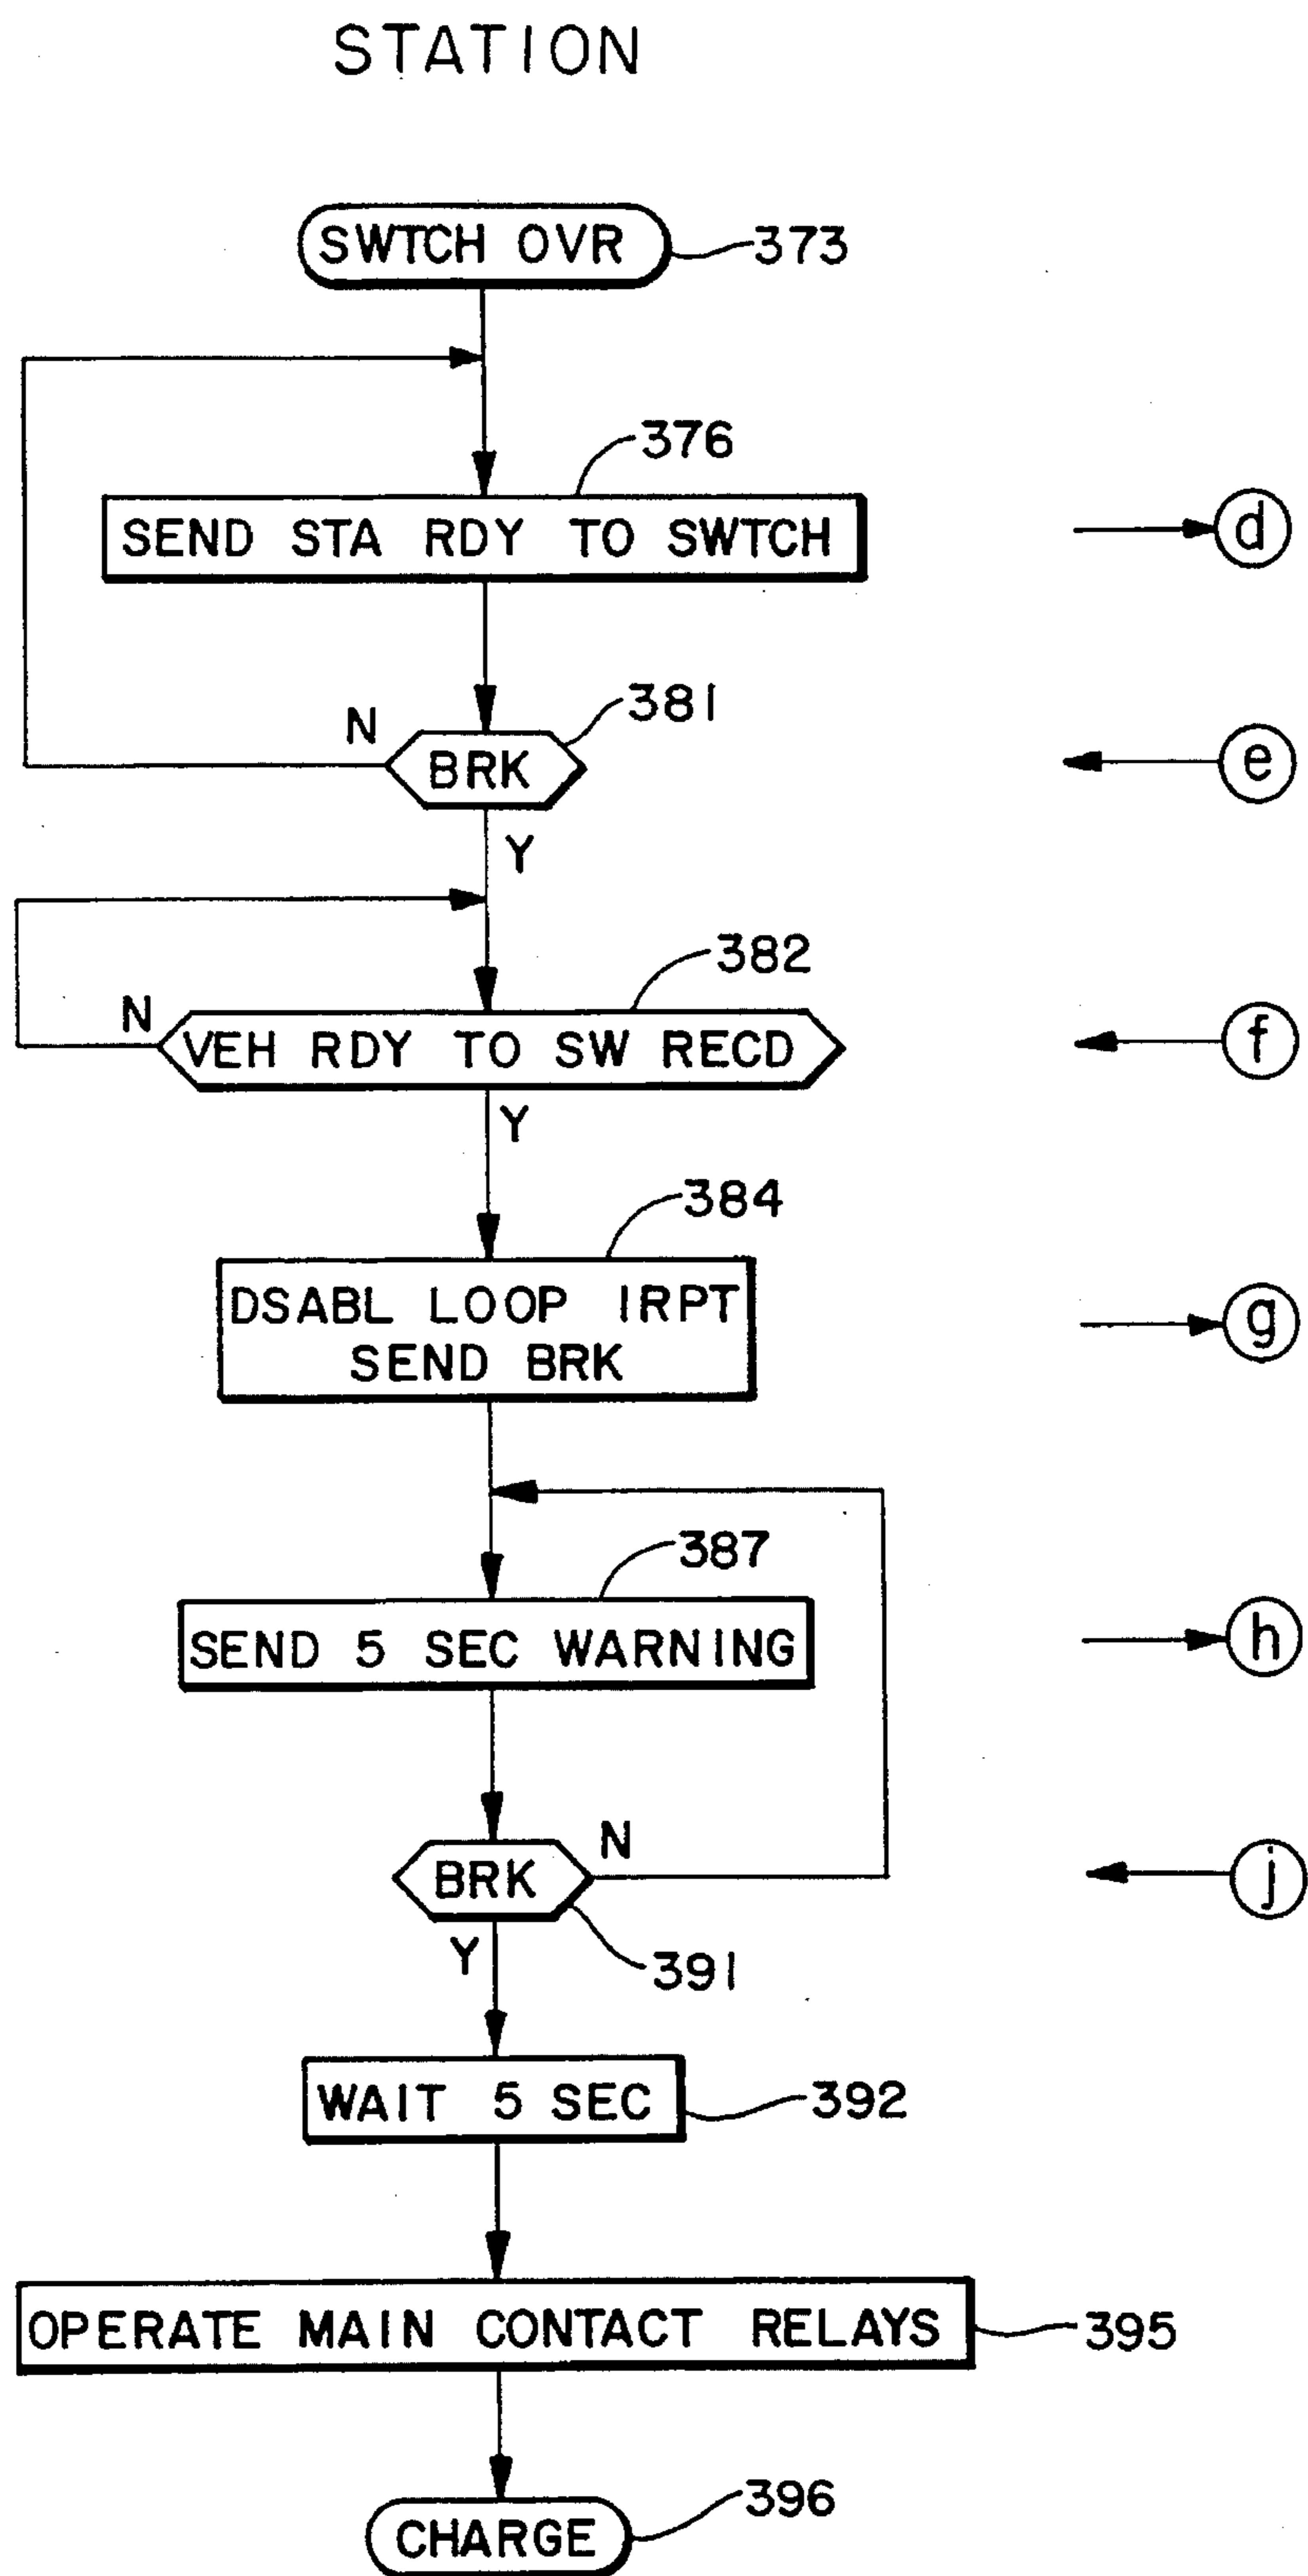 STATION
SWTCH OVR
373
376
SEND STA RDY TO SWTCH
d
381
N
BRK
e
Y
382
N
VEH RDY TO SW RECD
f
Y
384
DSABL LOOP IRPT
SEND BRK
g
387
SEND 5 SEC WARNING
h
N
BRK
j
Y
391
WAIT 5 SEC
392
OPERATE MAIN CONTACT RELAYS
395
396
CHARGE